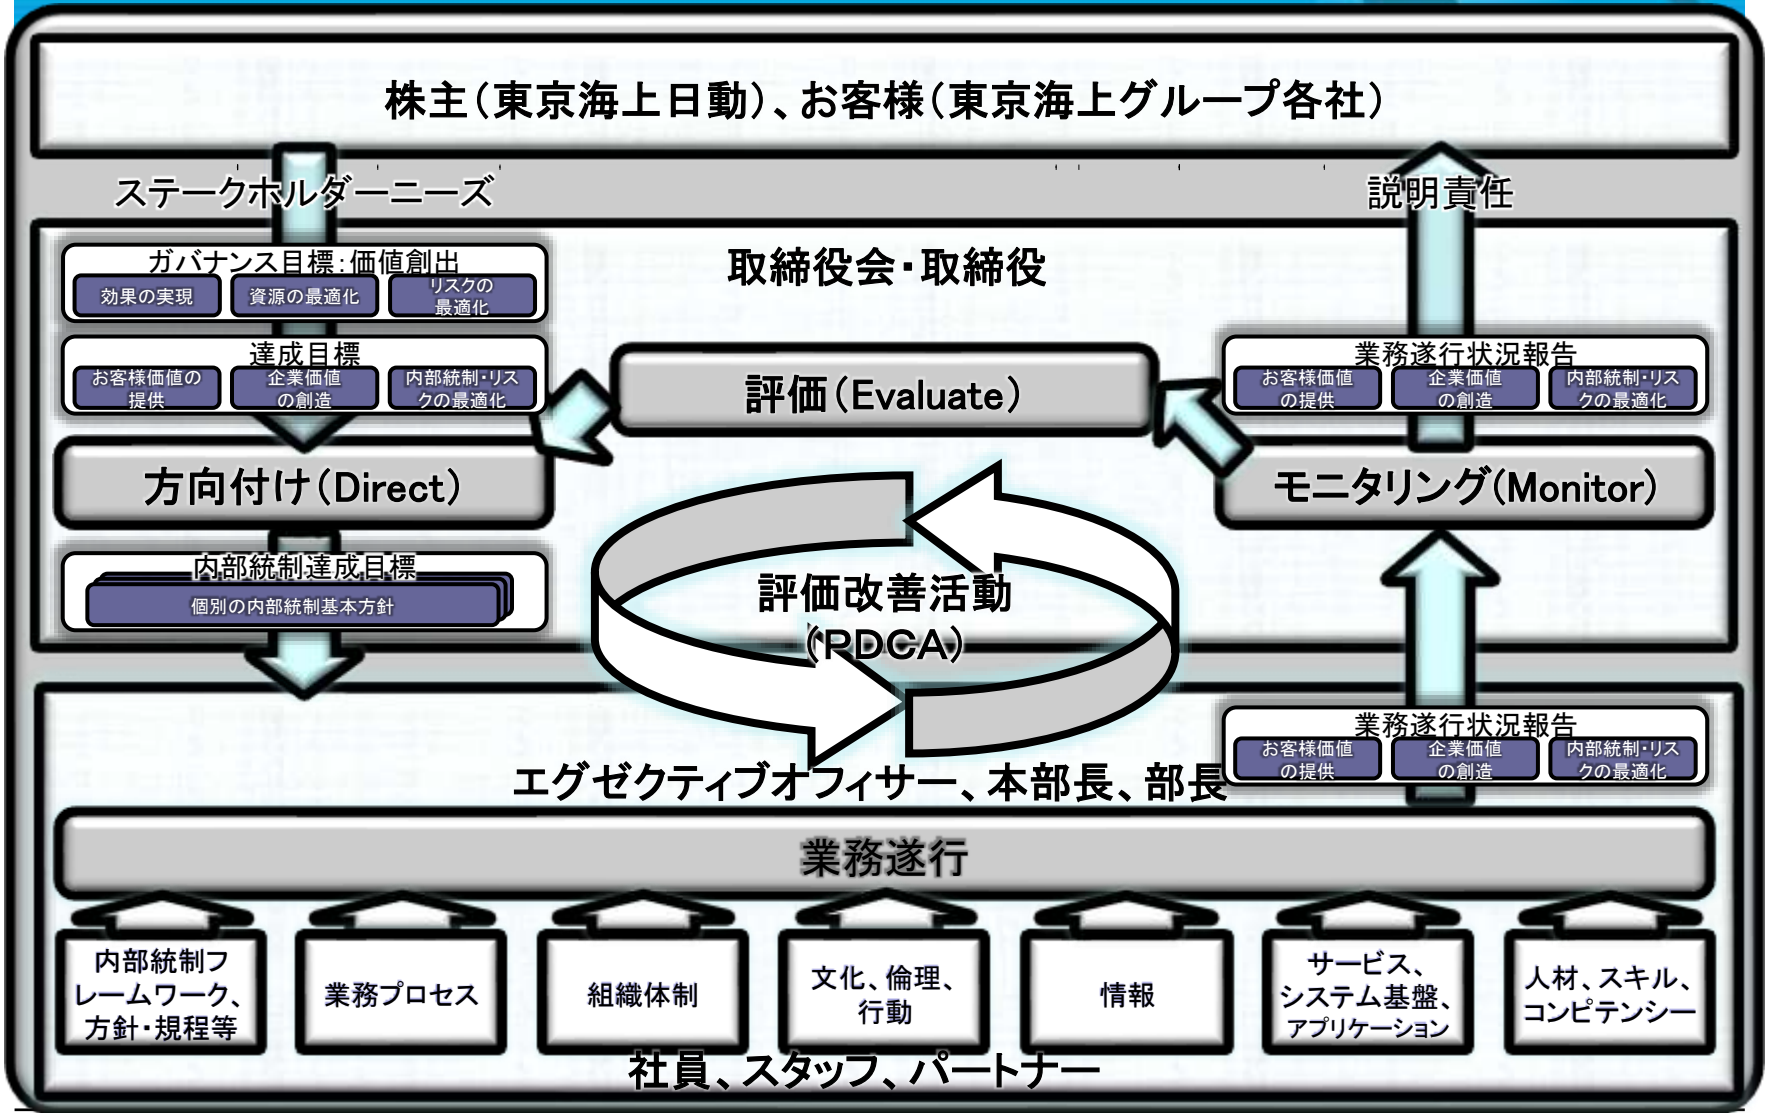 株主（東京海上日動）、お客様（東京海上グループ各社）
ステークホルダーニーズ
説明責任
ガバナンス目標：価値創出
効果の実現
資源の最適化
リスクの
最適化
取締役会・取締役
達成目標
お客様価値の
提供
企業価値
の創造
内部統制・リス
クの最適化
評価（Evaluate）
業務遂行状況報告
お客様価値
の提供
企業価値
の創造
内部統制・リス
クの最適化
方向付け（Direct）
モニタリング（Monitor）
内部統制達成目標
個別の内部統制基本方針
評価改善活動
（PDCA）
業務遂行状況報告
お客様価値
の提供
企業価値
の創造
内部統制・リス
クの最適化
エグゼクティブオフィサー、本部長、部長
業務遂行
内部統制フ
レームワーク、
方針・規程等
業務プロセス
組織体制
文化、倫理、
行動
情報
サービス、
システム基盤、
アプリケーション
人材、スキル、
コンピテンシー
社員、スタッフ、パートナー